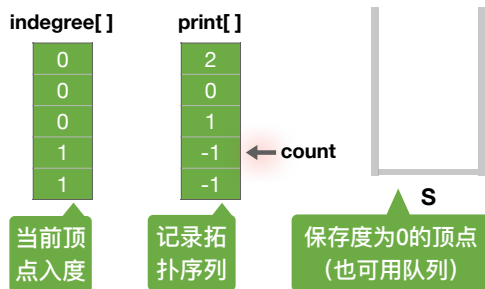 indegree[ ]
print[ ]
0
0
0
1
1
2
0
1
-1
-1
count
S
当前顶
点入度
记录拓
扑序列
保存度为0的顶点
（也可用队列）